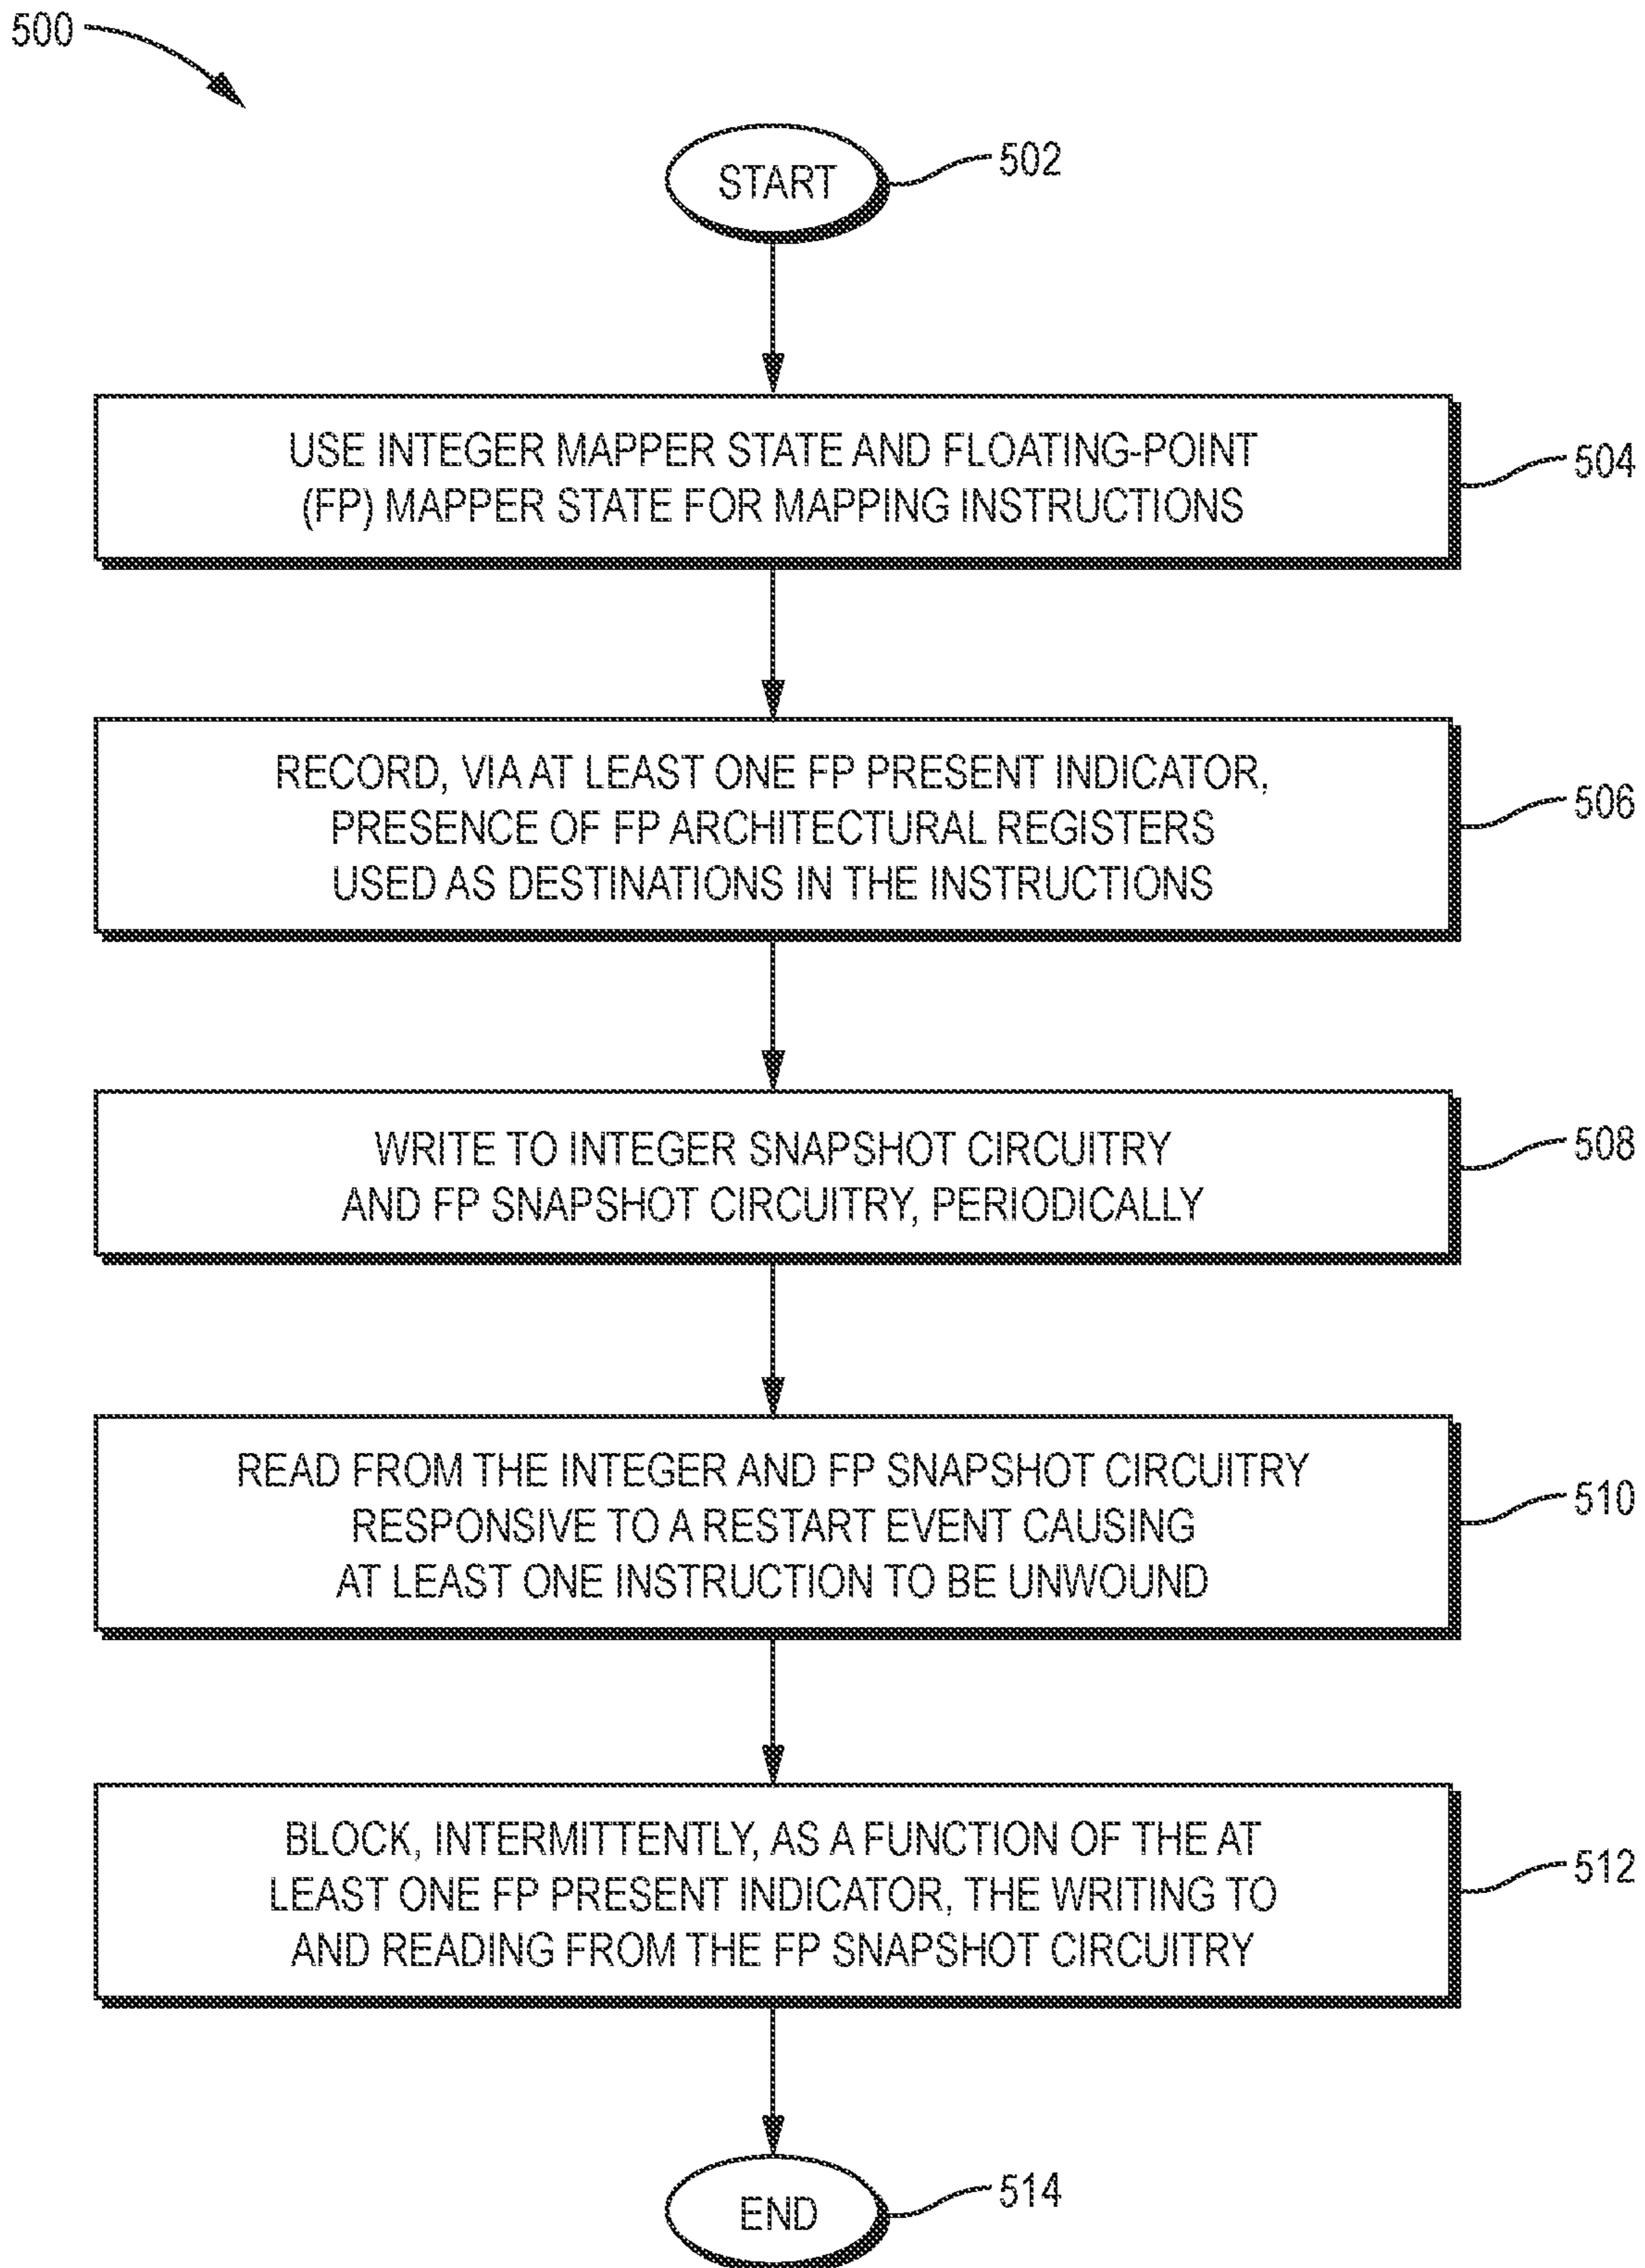 500
START
502
USE INTEGER MAPPER STATE AND FLOATING-POINT
(FP) MAPPER STATE FOR MAPPING INSTRUCTIONS
504
RECORD, VIA AT LEAST ONE FP PRESENT INDICATOR,
PRESENCE OF FP ARCHITECTURAL REGISTERS
USED AS DESTINATIONS IN THE INSTRUCTIONS
506
WRITE TO INTEGER SNAPSHOT CIRCUITRY
AND FP SNAPSHOT CIRCUITRY, PERIODICALLY
508
READ FROM THE INTEGER AND FP SNAPSHOT CIRCUITRY
RESPONSIVE TO A RESTART EVENT CAUSING
AT LEAST ONE INSTRUCTION TO BE UNWOUND
510
BLOCK, INTERMITTENTLY, AS A FUNCTION OF THE AT
LEAST ONE FP PRESENT INDICATOR, THE WRITING TO
AND READING FROM THE FP SNAPSHOT CIRCUITRY
512
END
514